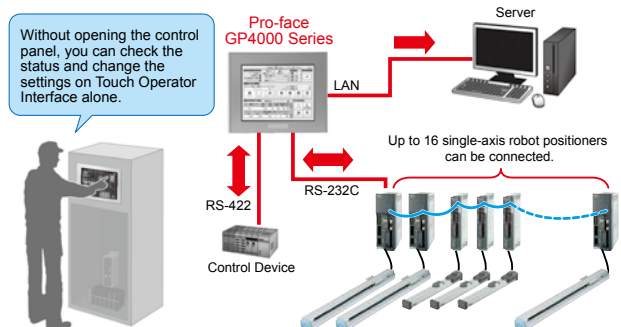 Without opening the control
panel, you can check the
status and change the
settings on Touch Operator
Interface alone.
Pro-face
GP4000 Series
Server
LAN
Up to 16 single-axis robot positioners
can be connected.
RS-422
RS-232C
Control Device